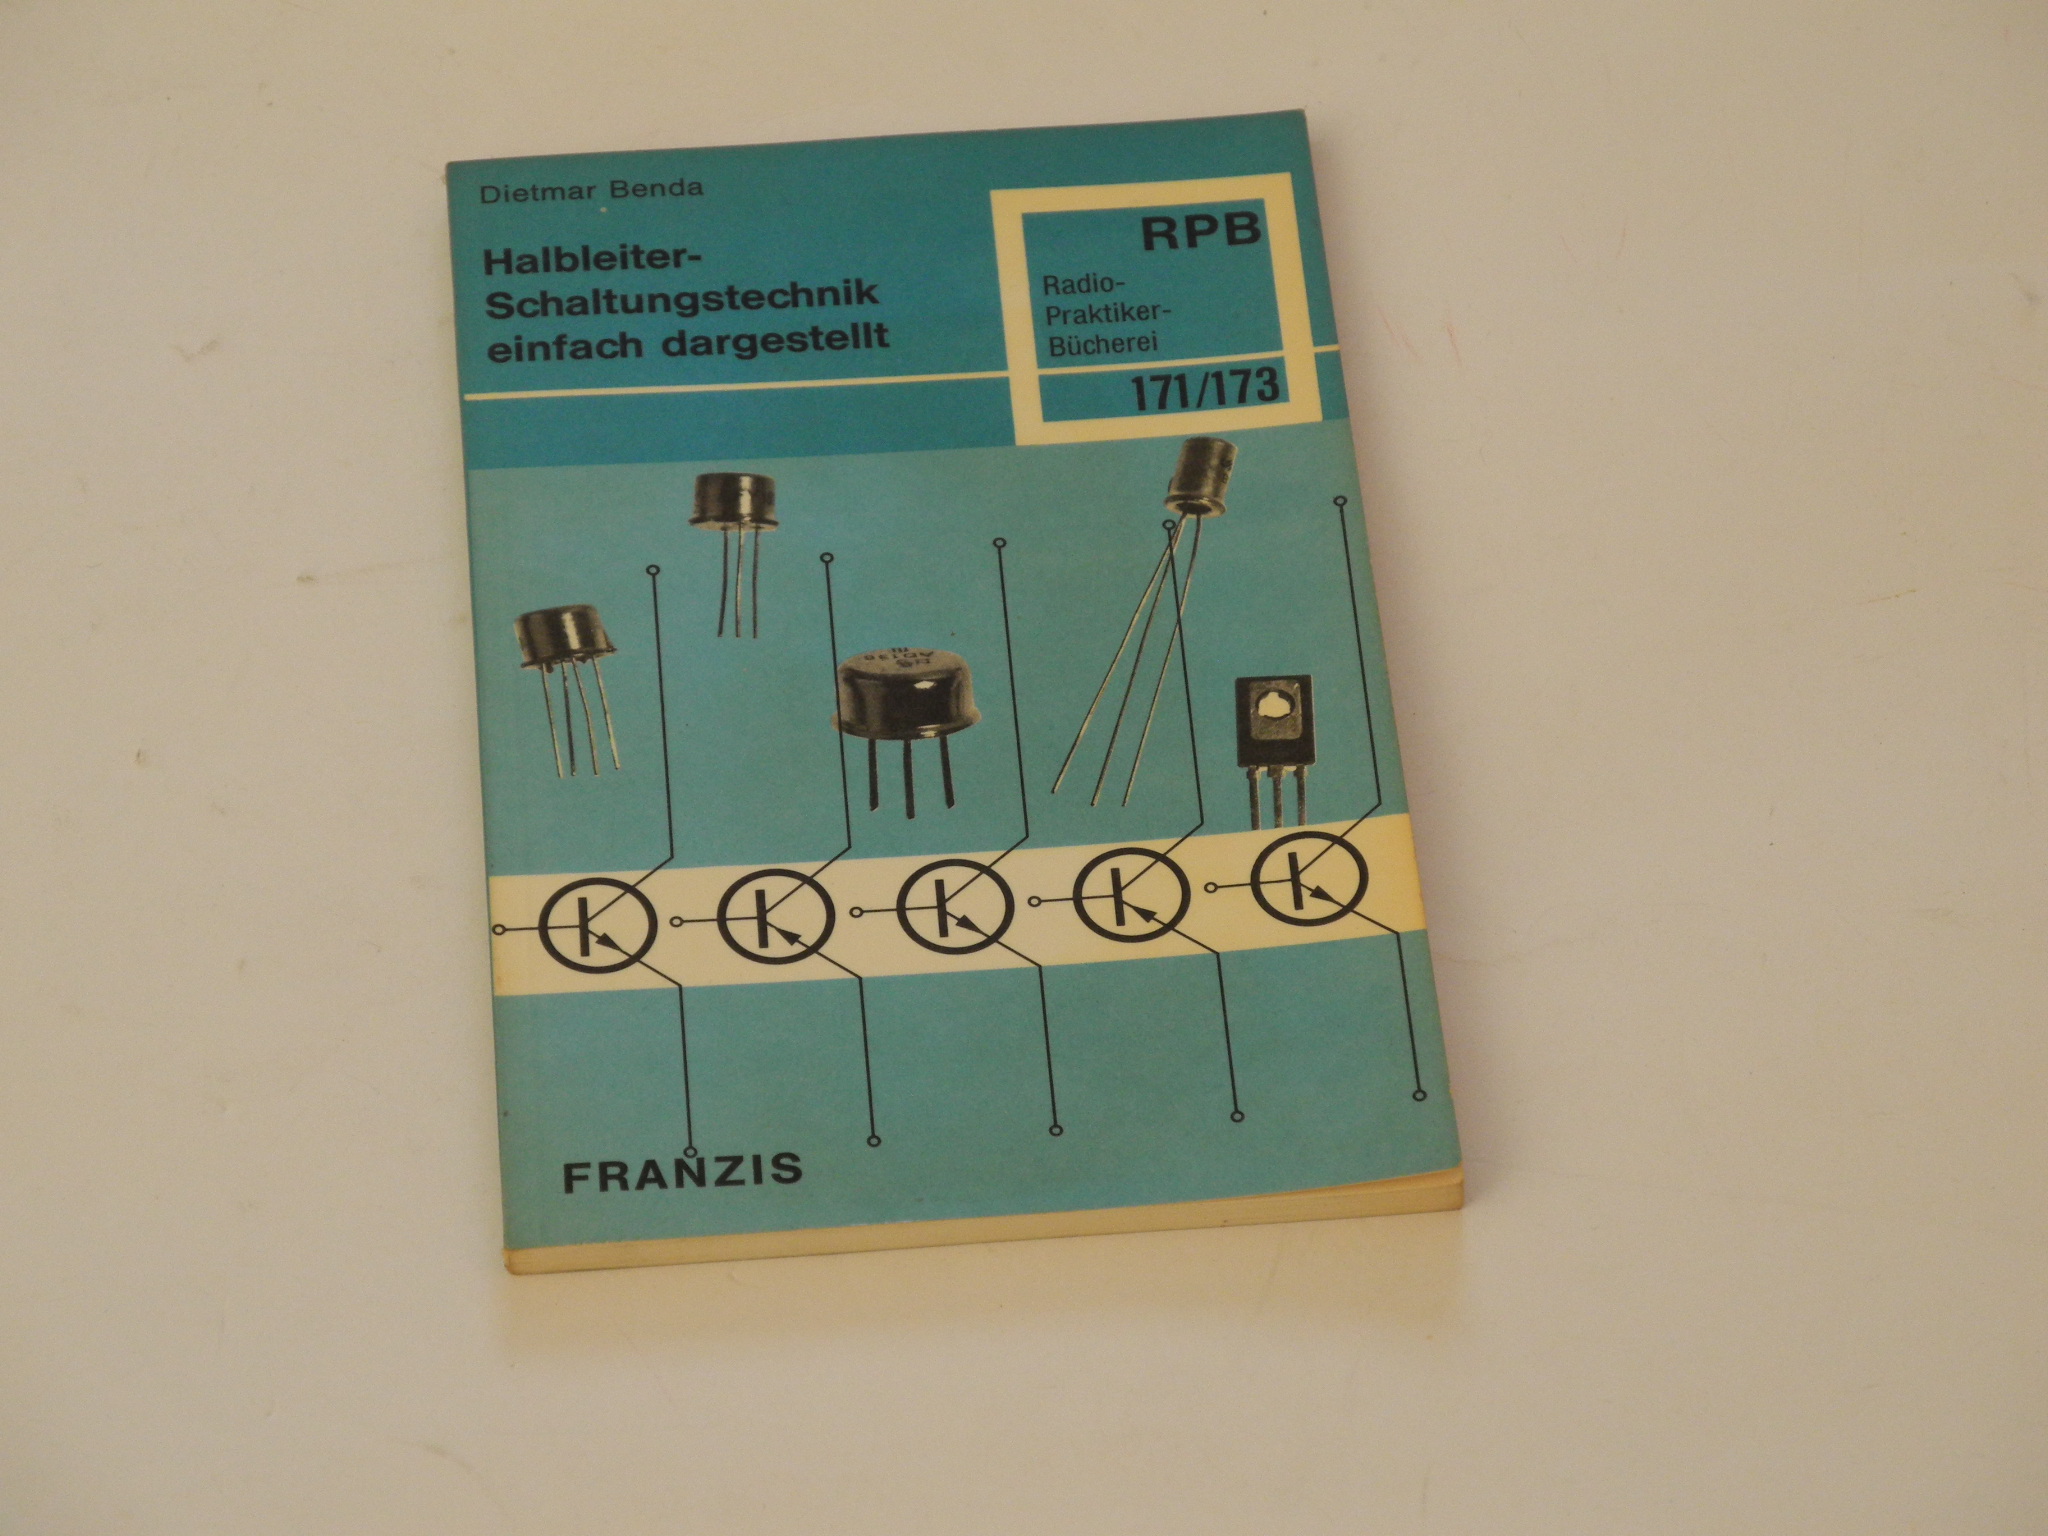 Dietmar Benda
Halbleiter-
Schaltungstechnik
einfach dargestellt
RPB
Radio-
Praktiker-
Bücherei
171/173
FRANZIS